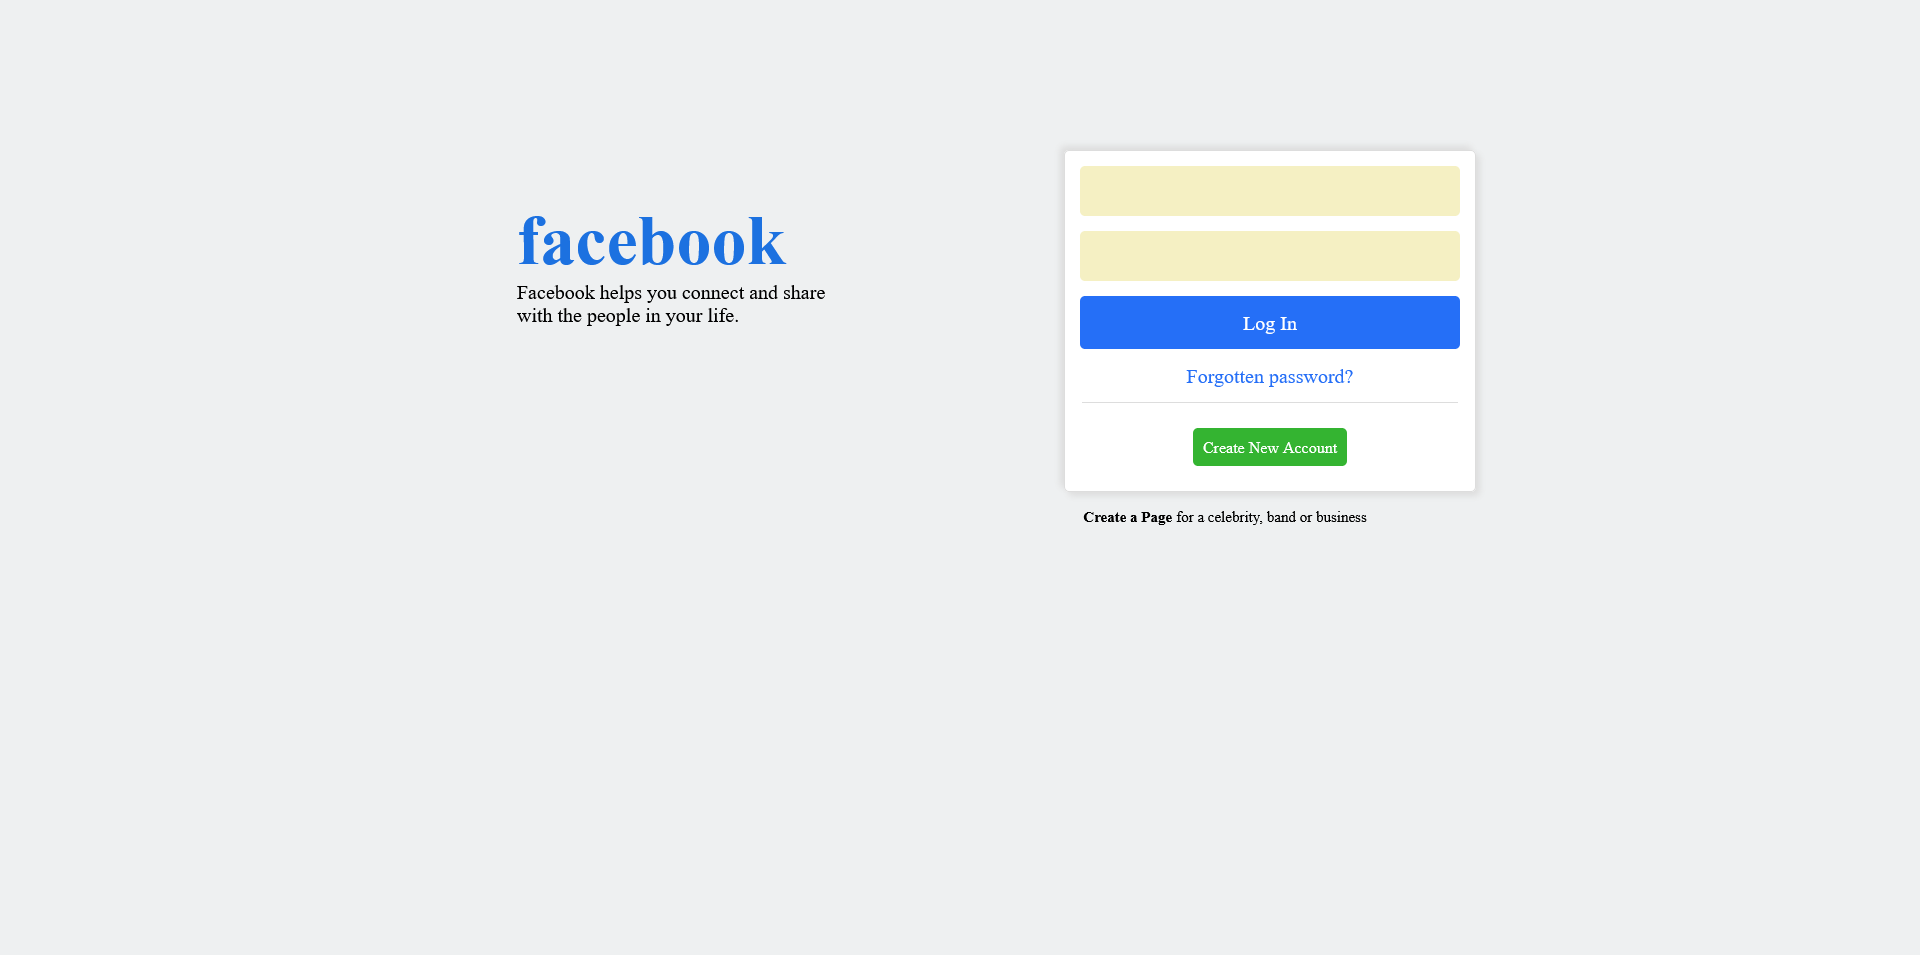 facebook
Facebook helps you connect and share
with the people in your life.
Log In
Forgotten password?
Create New Account
Create a Page for a celebrity, band or business